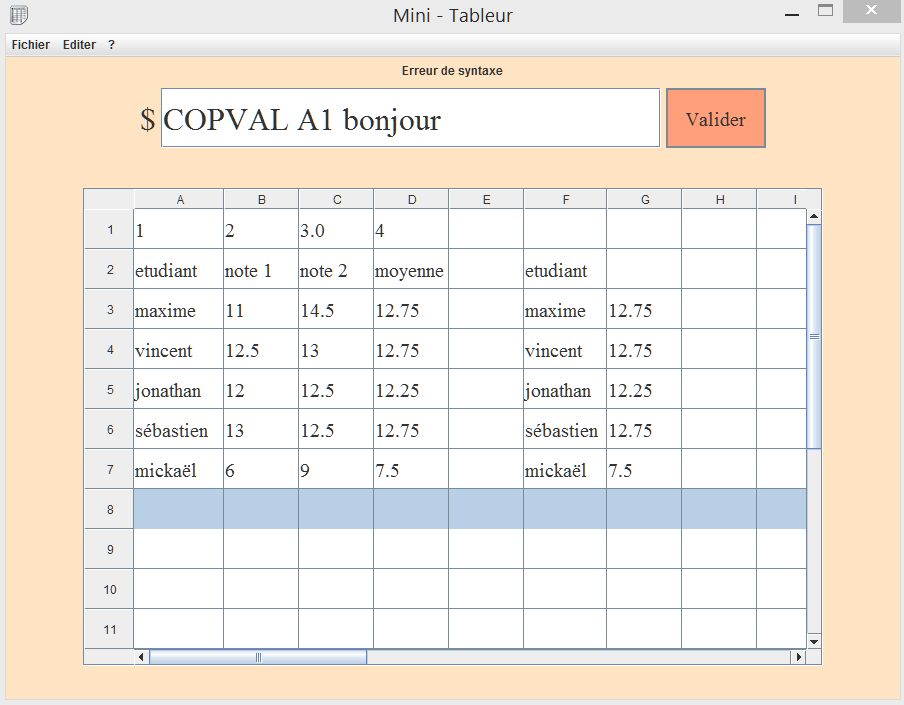 Mini - Tableur
Fichier Editer ?
Erreur de syntaxe
$ COPVAL A1 bonjour Valider
A B C D E F G H I
1 1 2 3.0 4
2 etudiant note 1 note 2 moyenne etudiant
3 maxime 11 14.5 12.75 maxime 12.75
4 vincent 12.5 13 12.75 vincent 12.75
5 jonathan 12 12.5 12.25 jonathan 12.25
6 sébastien 13 12.5 12.75 sébastien 12.75
7 mickaël 6 9 7.5 mickaël 7.5
8
9
10
11